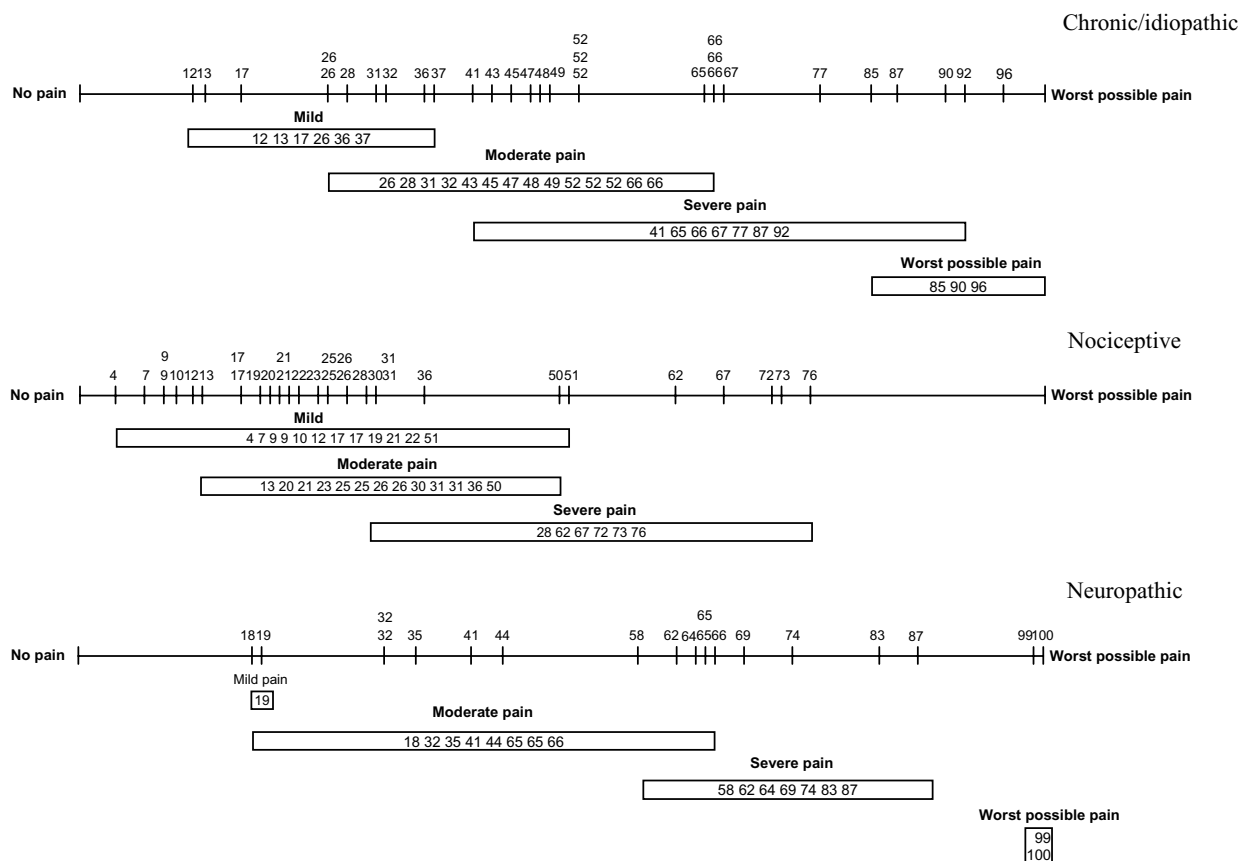 Chronic/idiopathic
52 66
26 52 66
12 13 17 26 28 31 32 36 37 41 43 45 47 48 49 52 65 66 67 77 85 87 90 92 96
No pain Worst possible pain
Mild
12 13 17 26 36 37
Moderate pain
26 28 31 32 43 45 47 48 49 52 52 52 66 66
Severe pain
41 65 66 67 77 87 92
Worst possible pain
85 90 96
Nociceptive
9 17 21 25 26 31
4 7 9 10 12 13 17 19 20 21 22 23 25 26 28 30 31 36 50 51 62 67 72 73 76
No pain Worst possible pain
Mild
4 7 9 9 10 12 17 17 19 21 22 51
Moderate pain
13 20 21 23 25 25 26 26 30 31 31 36 50
Severe pain
28 62 67 72 73 76
Neuropathic
32 65
18 19 32 35 41 44 58 62 64 65 66 69 74 83 87 99 100
No pain Worst possible pain
Mild pain
19
Moderate pain
18 32 35 41 44 65 65 66
Severe pain
58 62 64 69 74 83 87
Worst possible pain
99
100